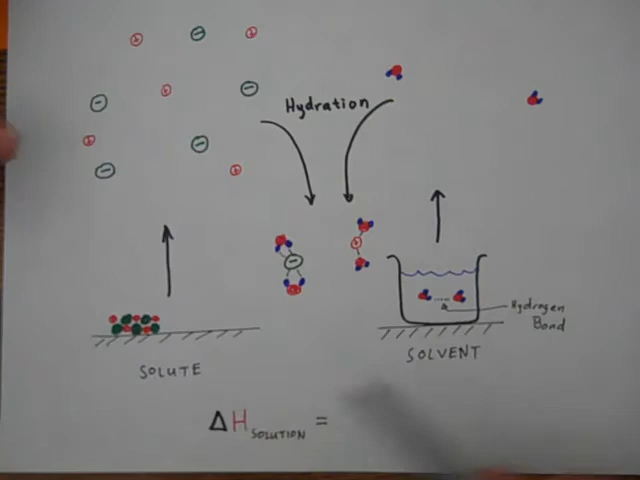 Hydration
Hydrogen
Bond
SOLUTE
SOLVENT
ΔH SOLUTION =